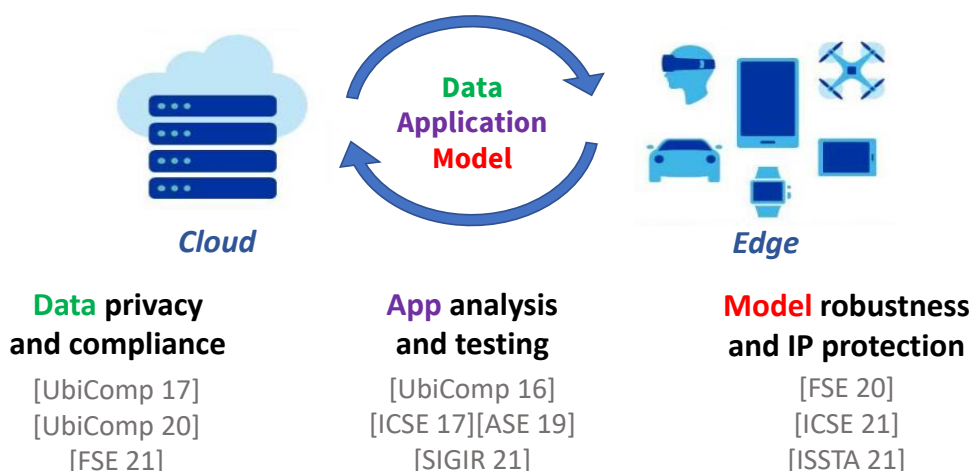 Data
Application
Model
Cloud
Edge
Data privacy
and compliance
[UbiComp 17]
[UbiComp 20]
[FSE 21]
App analysis
and testing
[UbiComp 16]
[ICSE 17][ASE 19]
[SIGIR 21]
Model robustness
and IP protection
[FSE 20]
[ICSE 21]
[ISSTA 21]